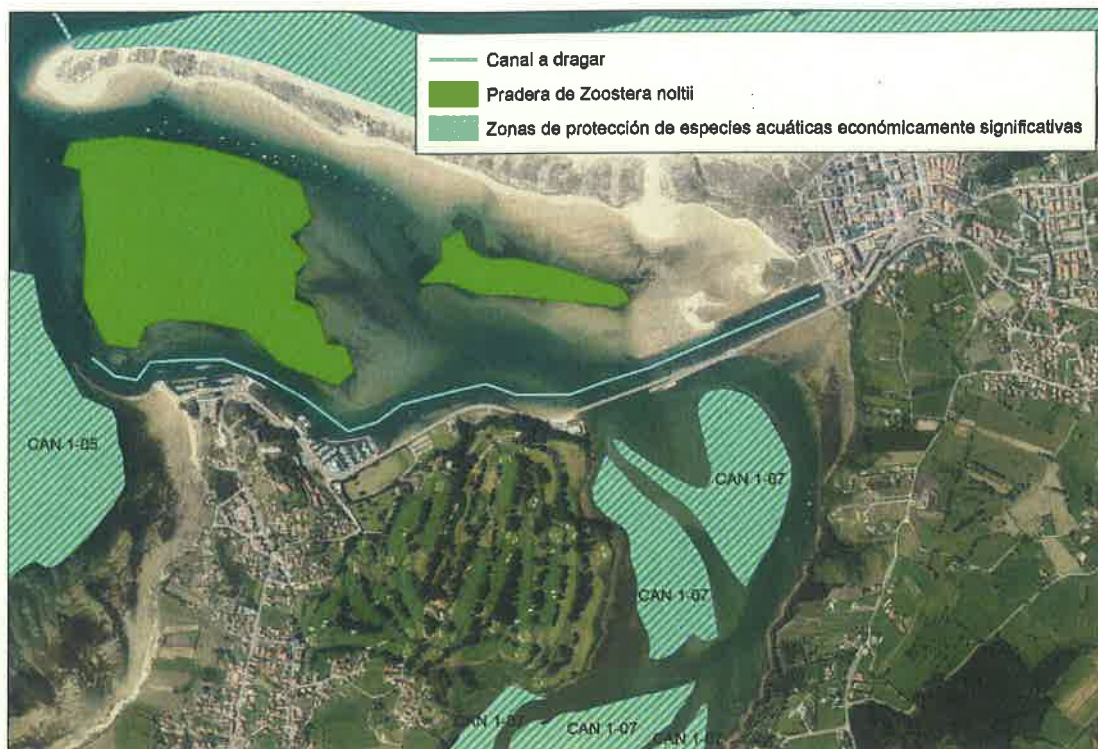 Canal a dragar
Pradera de Zoostera noltii
Zonas de protección de especies acuáticas económicamente significativas
CAN 1-05
CAN 1-07
CAN 1-07
CAN 1-07
CAN 1-07